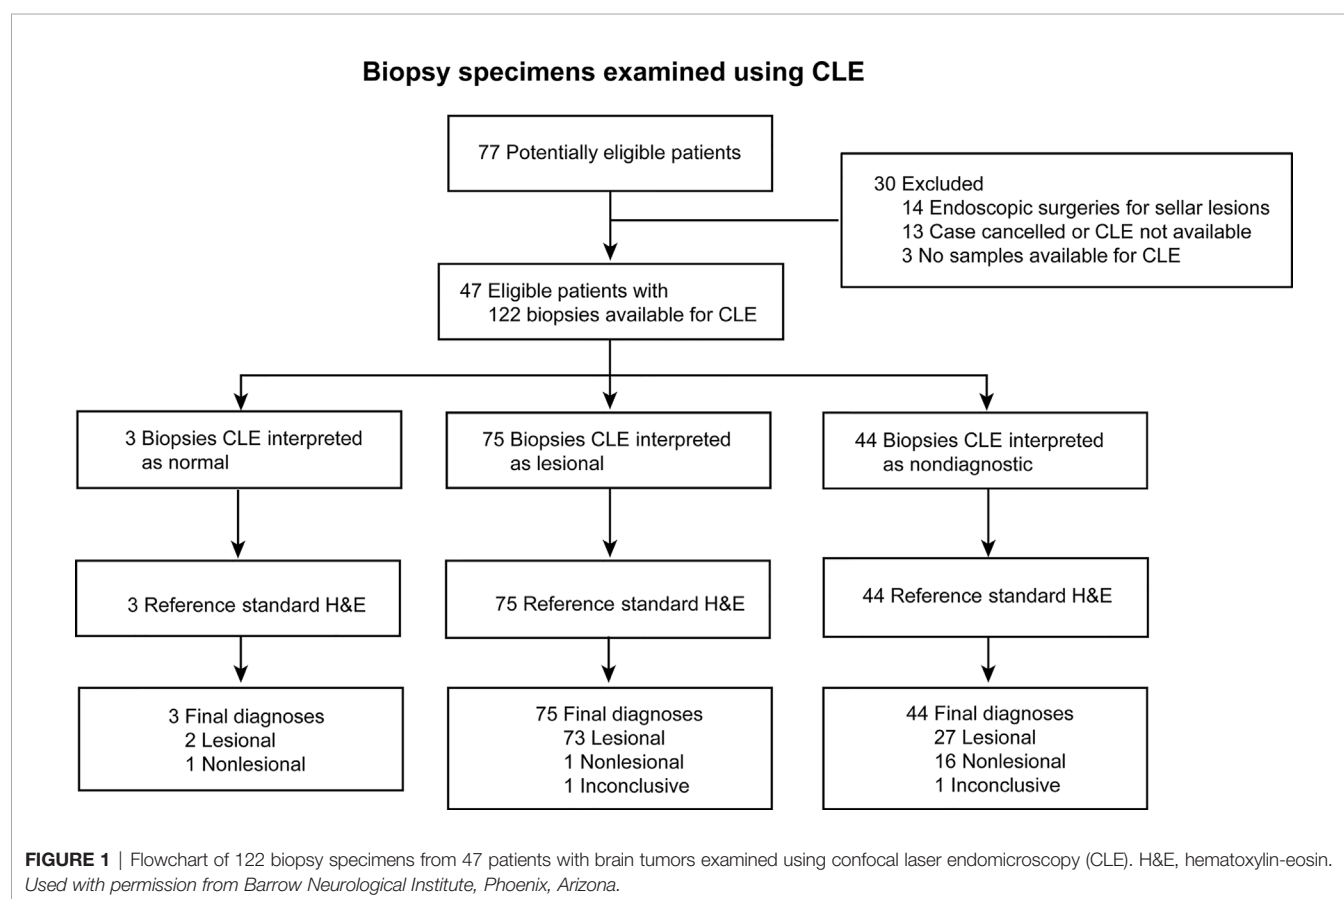 Biopsy specimens examined using CLE
77 Potentially eligible patients
30 Excluded
14 Endoscopic surgeries for sellar lesions
13 Case cancelled or CLE not available
3 No samples available for CLE
47 Eligible patients with
122 biopsies available for CLE
3 Biopsies CLE interpreted
as normal
75 Biopsies CLE interpreted
as lesional
44 Biopsies CLE interpreted
as nondiagnostic
3 Reference standard H&E
75 Reference standard H&E
44 Reference standard H&E
3 Final diagnoses
2 Lesional
1 Nonlesional
75 Final diagnoses
73 Lesional
1 Nonlesional
1 Inconclusive
44 Final diagnoses
27 Lesional
16 Nonlesional
1 Inconclusive
FIGURE 1 | Flowchart of 122 biopsy specimens from 47 patients with brain tumors examined using confocal laser endomicroscopy (CLE). H&E, hematoxylin-eosin.
Used with permission from Barrow Neurological Institute, Phoenix, Arizona.